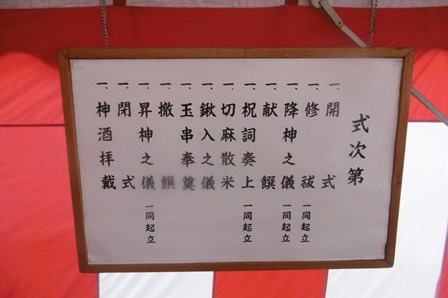 式次第
一、開式
一、修祓 一同起立
一、降神之儀 一同起立
一、献饌
一、祝詞奏上 一同起立
一、切麻散米
一、鍬入之儀
一、玉串奉奠
一、撤饌
一、昇神之儀 一同起立
一、閉式
一、神酒拝戴